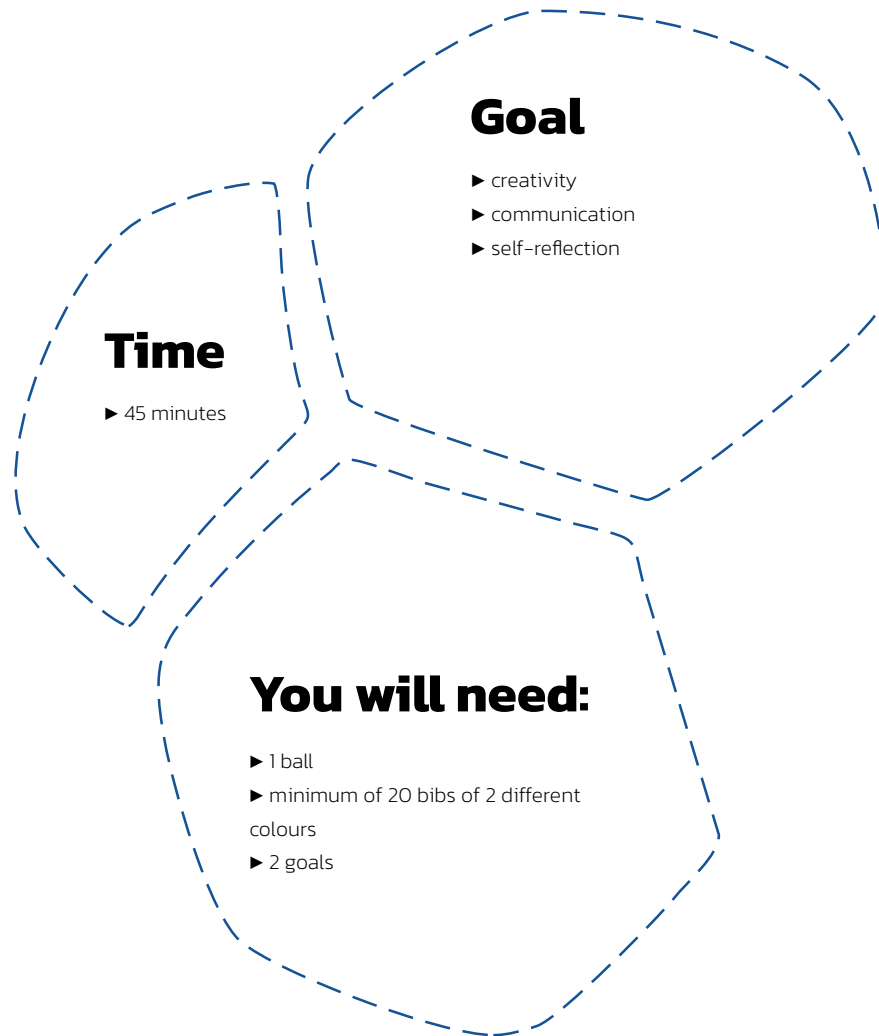 Goal
► creativity
► communication
► self-reflection
Time
► 45 minutes
You will need:
► 1 ball
► minimum of 20 bibs of 2 different
colours
► 2 goals